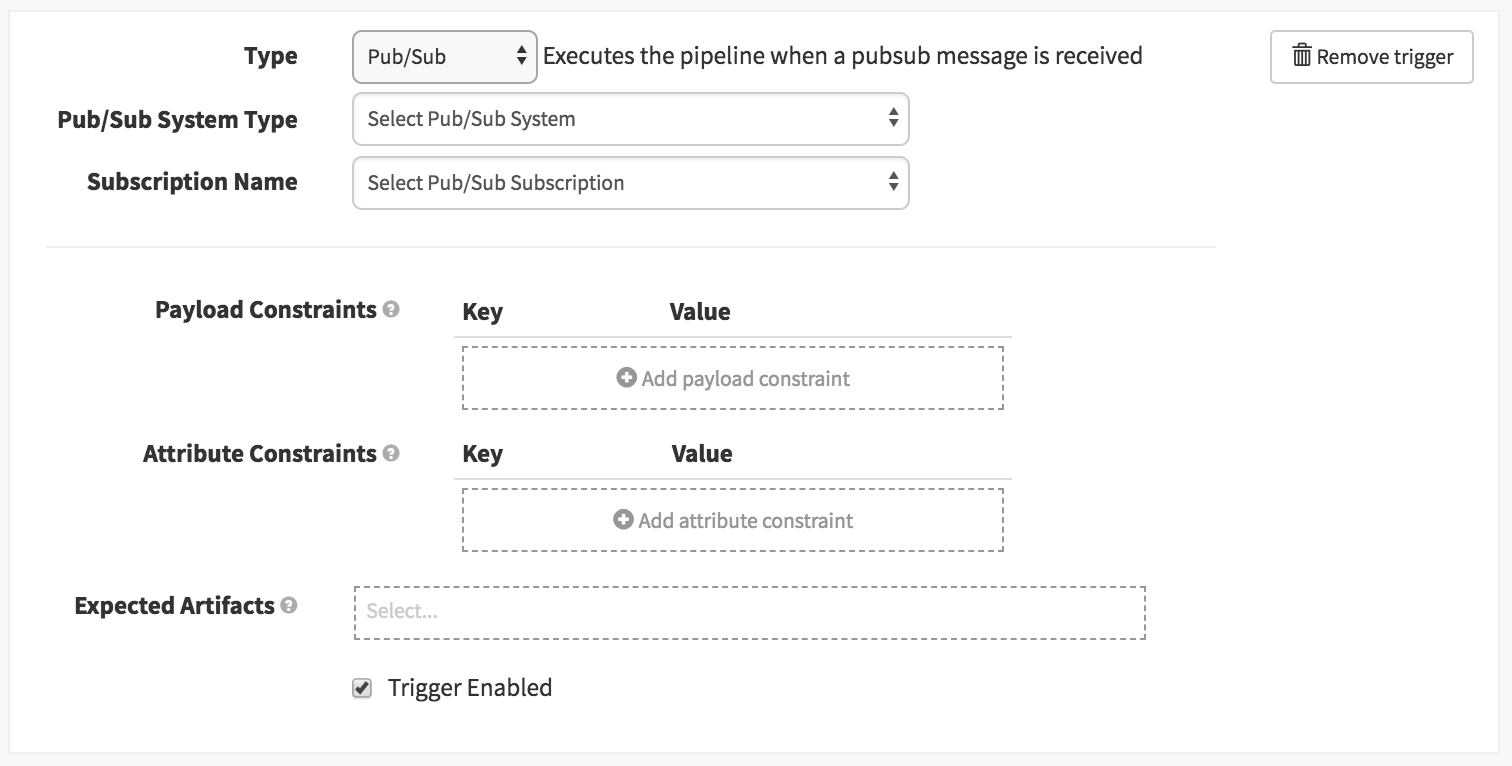 Type Pub/Sub Executes the pipeline when a pubsub message is received Remove trigger
Pub/Sub System Type Select Pub/Sub System
Subscription Name Select Pub/Sub Subscription
Payload Constraints ? Key Value
Add payload constraint
Attribute Constraints ? Key Value
Add attribute constraint
Expected Artifacts ? Select...
Trigger Enabled